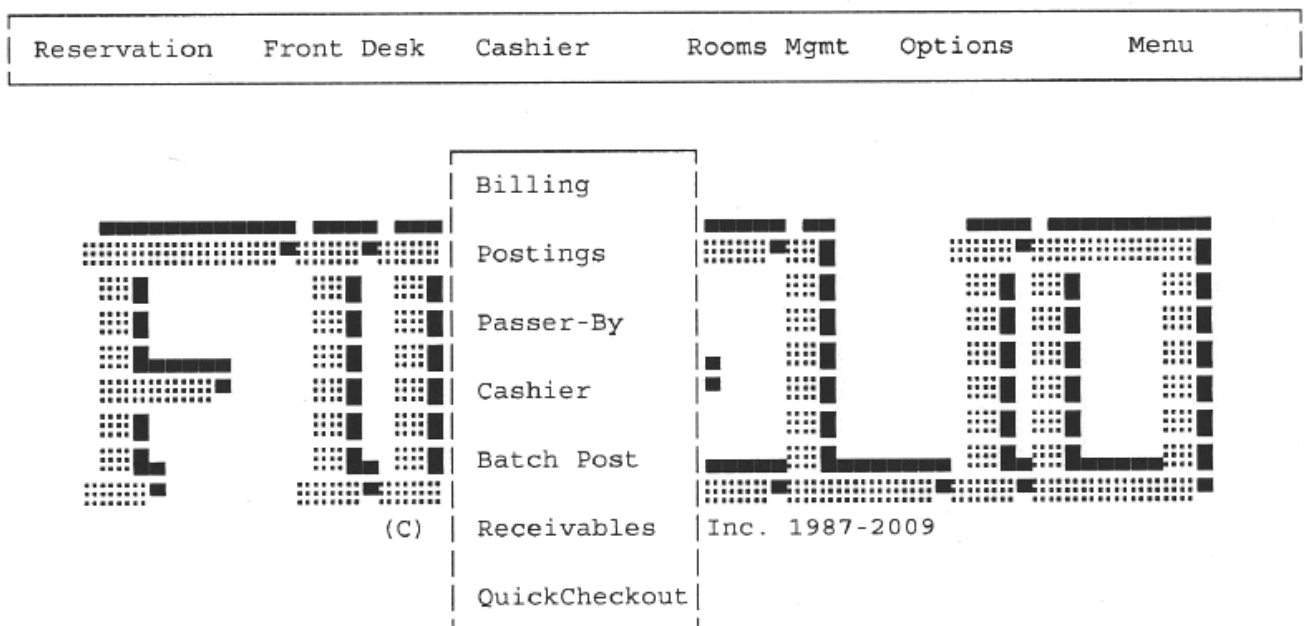 Reservation Front Desk Cashier Rooms Mgmt Options Menu
Billing
Postings
Passer-By
Cashier
Batch Post
(C) Receivables Inc. 1987-2009
QuickCheckout